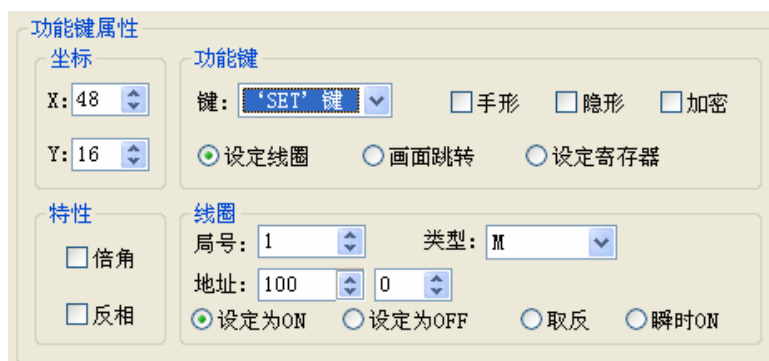 功能键属性
坐标 功能键
X: 48 键: ‘SET’ 键 手形 隐形 加密
Y: 16 设定线圈 画面跳转 设定寄存器
特性 线圈
倍角 局号: 1 类型: M
地址: 100 0
反相 设定为ON 设定为OFF 取反 瞬时ON